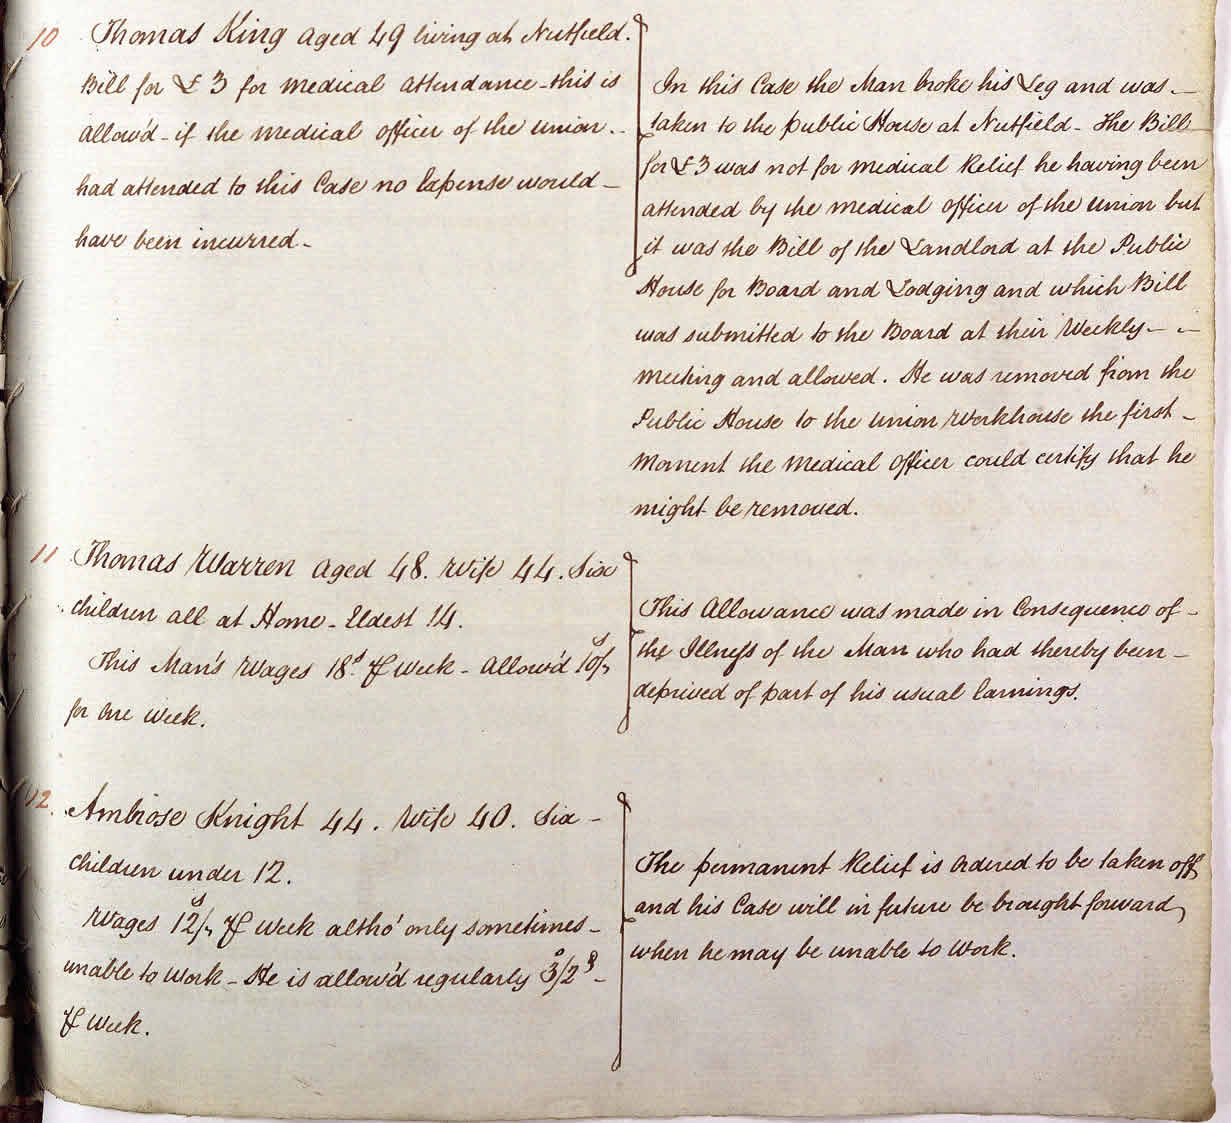 10 Thomas King aged 49 living at Nutfield.
Bill for £3 for medical attendance - this is
allow'd - if the medical officer of the union -
had attended to this Case no Expense would -
have been incurred -
In this Case the Man broke his Leg and was -
taken to the public House at Nutfield - The Bill
for £3 was not for medical Relief he having been
attended by the medical officer of the union but
it was the Bill of the Landlord at the Public
House for Board and Lodging and which Bill
was submitted to the Board at their Weekly - -
meeting and allowed. He was removed from the
Public House to the union Workhouse the first -
Moment the Medical Officer could certify that he
might be removed.
11 Thomas Warren aged 48. Wife 44. Six
children all at Home - Eldest 14.
This Man's Wages 18s. ⅌ Week - Allow'd 10s/-
for one Week.
This Allowance was made in Consequence of -
the Illness of the Man who had thereby been -
deprived of part of his usual Earnings.
12. Ambrose Knight 44. Wife 40. Six -
children under 12.
Wages 12s/- ⅌ Week altho' only sometimes -
unable to Work - He is allow'd regularly 3s/2d -
⅌ Week.
The permanent Relief is ordered to be taken off
and his Case will in future be brought forward,
when he may be unable to Work.